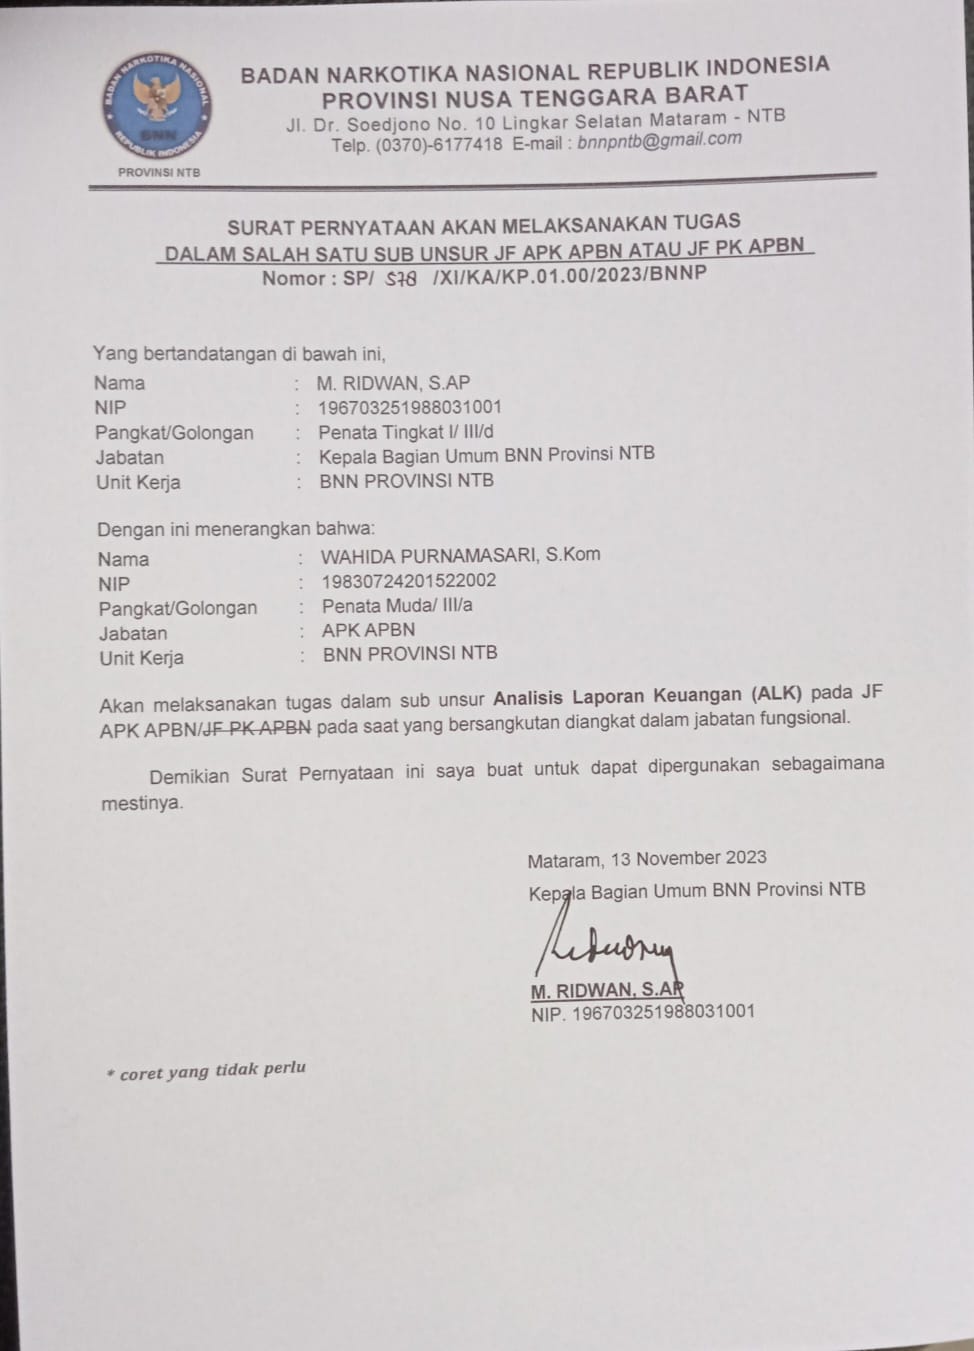 BADAN NARKOTIKA NASIONAL
BNN
REPUBLIK INDONESIA
PROVINSI NTB
BADAN NARKOTIKA NASIONAL REPUBLIK INDONESIA
PROVINSI NUSA TENGGARA BARAT
Jl. Dr. Soedjono No. 10 Lingkar Selatan Mataram - NTB
Telp. (0370)-6177418 E-mail : bnnpntb@gmail.com
SURAT PERNYATAAN AKAN MELAKSANAKAN TUGAS
DALAM SALAH SATU SUB UNSUR JF APK APBN ATAU JF PK APBN
Nomor : SP/ 578 /XI/KA/KP.01.00/2023/BNNP
Yang bertandatangan di bawah ini,
Nama : M. RIDWAN, S.AP
NIP : 196703251988031001
Pangkat/Golongan : Penata Tingkat I/ III/d
Jabatan : Kepala Bagian Umum BNN Provinsi NTB
Unit Kerja : BNN PROVINSI NTB
Dengan ini menerangkan bahwa:
Nama : WAHIDA PURNAMASARI, S.Kom
NIP : 19830724201522002
Pangkat/Golongan : Penata Muda/ III/a
Jabatan : APK APBN
Unit Kerja : BNN PROVINSI NTB
Akan melaksanakan tugas dalam sub unsur Analisis Laporan Keuangan (ALK) pada JF
APK APBN/JF PK APBN pada saat yang bersangkutan diangkat dalam jabatan fungsional.
Demikian Surat Pernyataan ini saya buat untuk dapat dipergunakan sebagaimana
mestinya.
Mataram, 13 November 2023
Kepala Bagian Umum BNN Provinsi NTB
M. RIDWAN, S.AP
NIP. 196703251988031001
* coret yang tidak perlu